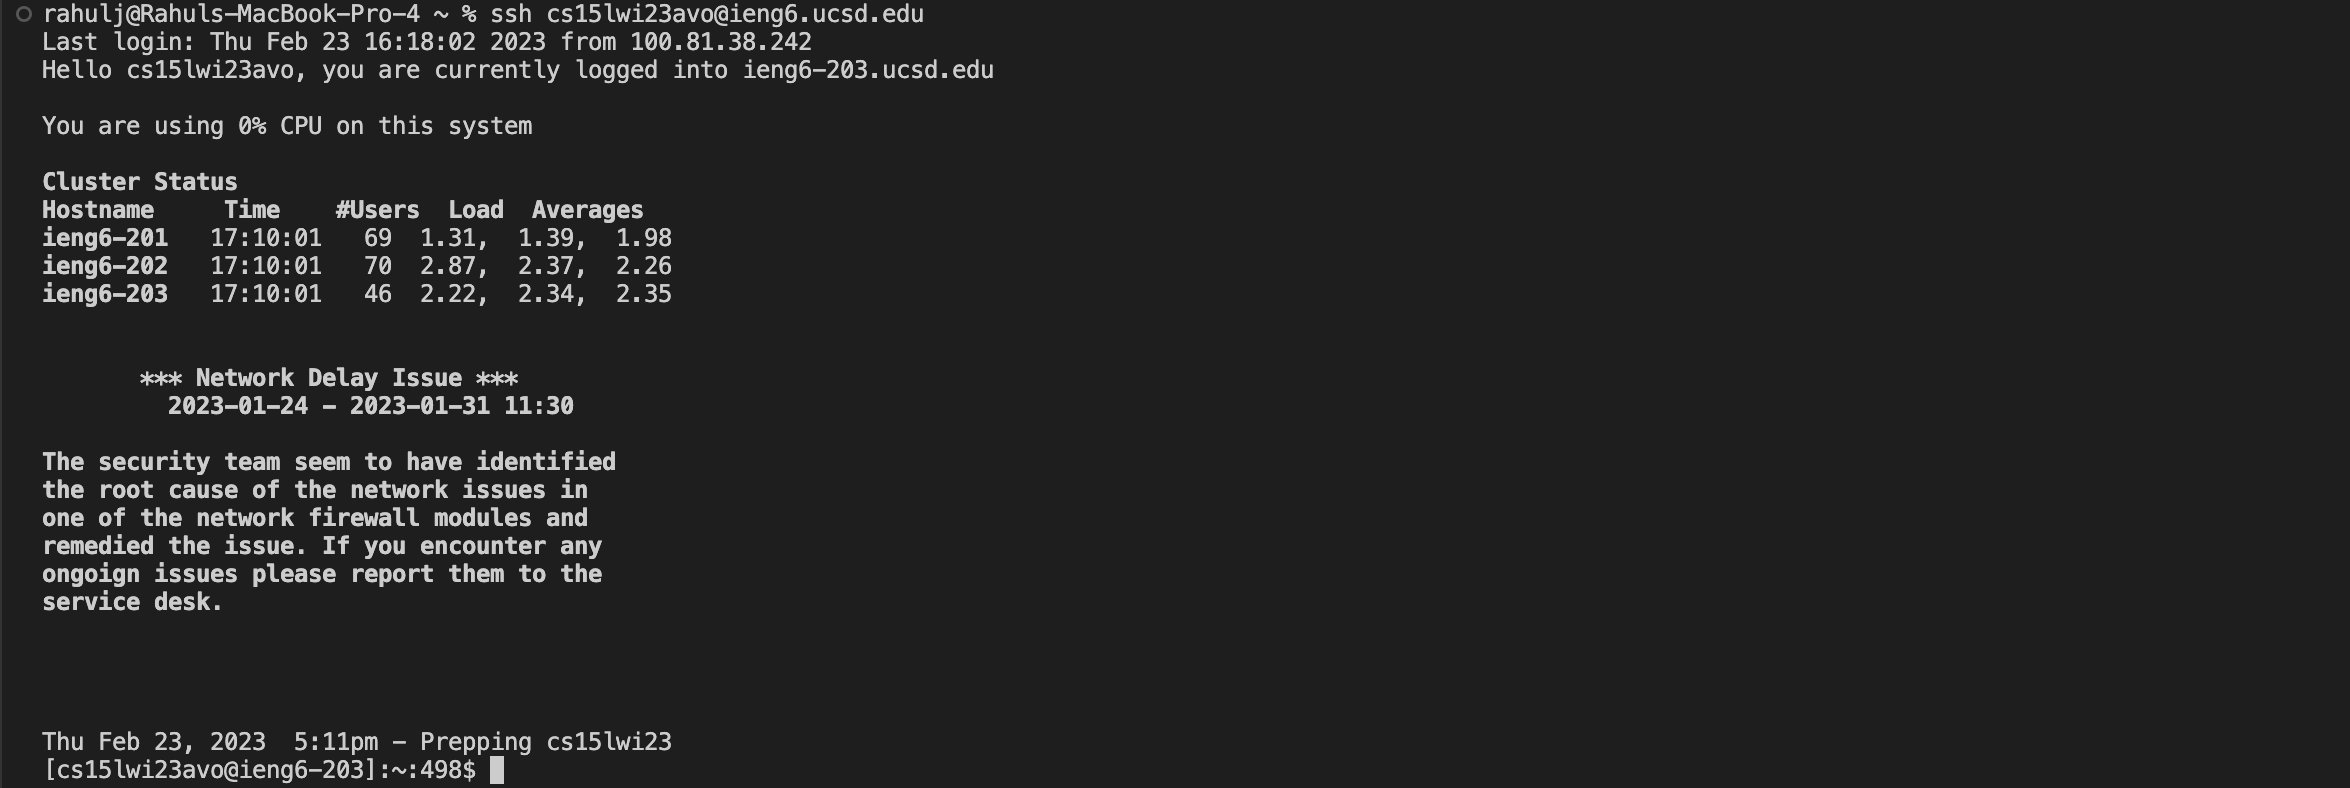 rahulj@Rahuls-MacBook-Pro-4 ~ % ssh cs15lwi23avo@ieng6.ucsd.edu
Last login: Thu Feb 23 16:18:02 2023 from 100.81.38.242
Hello cs15lwi23avo, you are currently logged into ieng6-203.ucsd.edu
You are using 0% CPU on this system
Cluster Status
Hostname     Time    #Users  Load  Averages
ieng6-201   17:10:01   69  1.31,  1.39,  1.98
ieng6-202   17:10:01   70  2.87,  2.37,  2.26
ieng6-203   17:10:01   46  2.22,  2.34,  2.35
*** Network Delay Issue ***
2023-01-24 - 2023-01-31 11:30
The security team seem to have identified
the root cause of the network issues in
one of the network firewall modules and
remedied the issue. If you encounter any
ongoign issues please report them to the
service desk.
Thu Feb 23, 2023  5:11pm - Prepping cs15lwi23
[cs15lwi23avo@ieng6-203]:~:498$